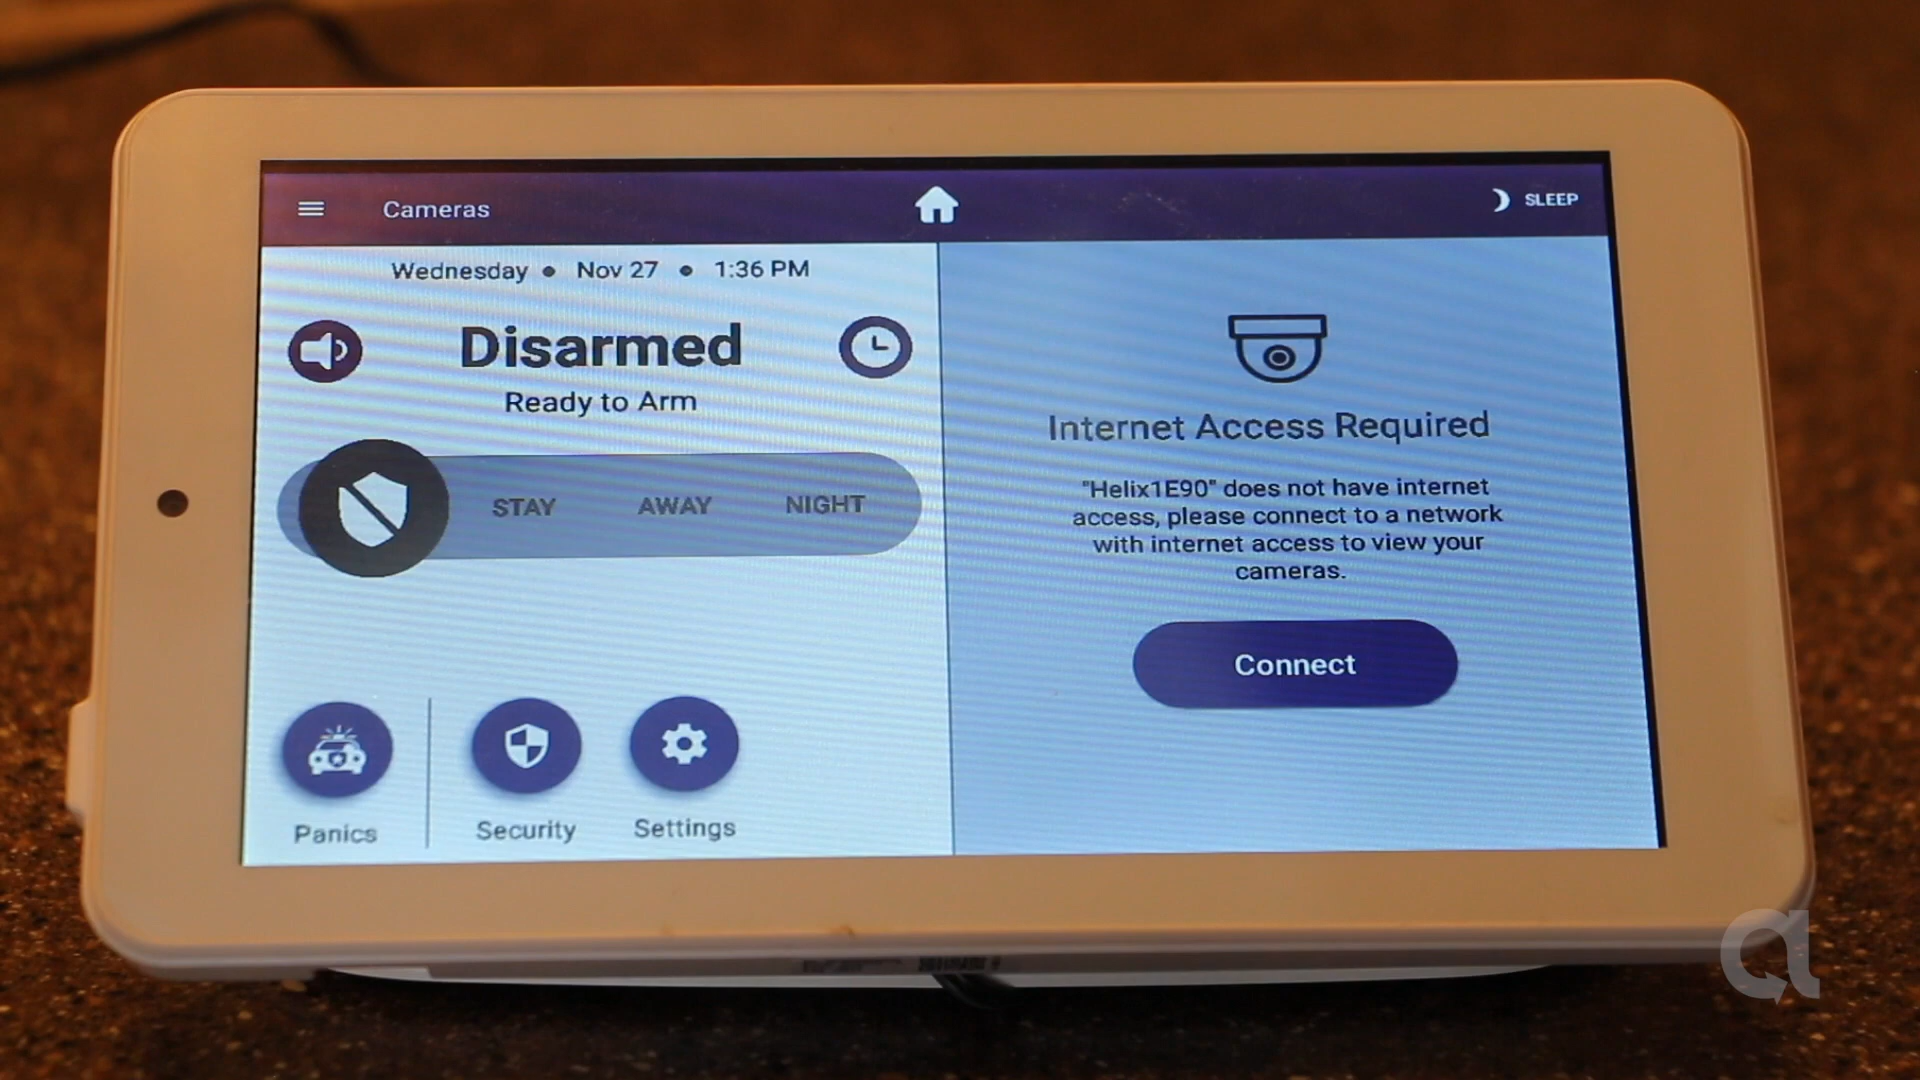 Cameras
SLEEP
Wednesday • Nov 27 • 1:36 PM
Disarmed
Ready to Arm
STAY AWAY NIGHT
Panics
Security
Settings
Internet Access Required
"Helix1E90" does not have internet
access, please connect to a network
with internet access to view your
cameras.
Connect